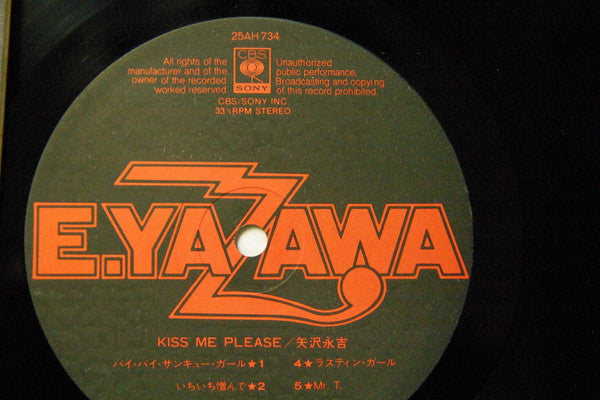 25AH 734
All rights of the
manufacturer and of the
owner of the recorded
worked reserved.
CBS
SONY
Unauthorized
public performance,
Broadcasting and copying
of this record prohibited.
CBS/SONY INC.
33⅓RPM STEREO
E.YAZAWA
KISS ME PLEASE/矢沢永吉
バイ・バイ・サンキュー・ガール★1
4★ラスティン・ガール
いちいち憎んで★2
5★Mr. T.